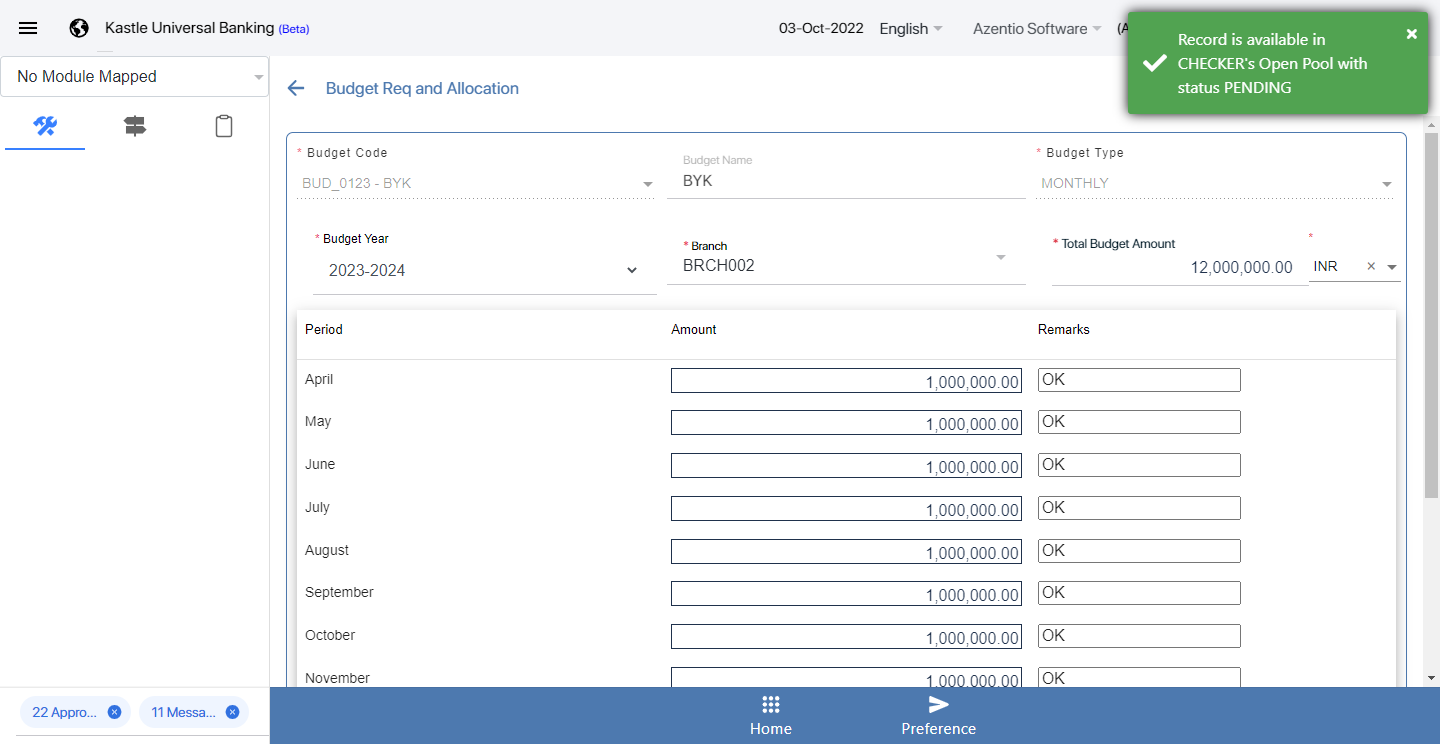 Kastle Universal Banking (Beta)
03-Oct-2022
English
Azentio Software
Record is available in
CHECKER's Open Pool with
status PENDING
No Module Mapped
Budget Req and Allocation
* Budget Code
BUD_0123 - BYK
Budget Name
BYK
* Budget Type
MONTHLY
* Budget Year
2023-2024
* Branch
BRCH002
* Total Budget Amount
12,000,000.00
*
INR ×
Period Amount Remarks
April 1,000,000.00 OK
May 1,000,000.00 OK
June 1,000,000.00 OK
July 1,000,000.00 OK
August 1,000,000.00 OK
September 1,000,000.00 OK
October 1,000,000.00 OK
November 1,000,000.00 OK
22 Appro...
11 Messa...
Home
Preference